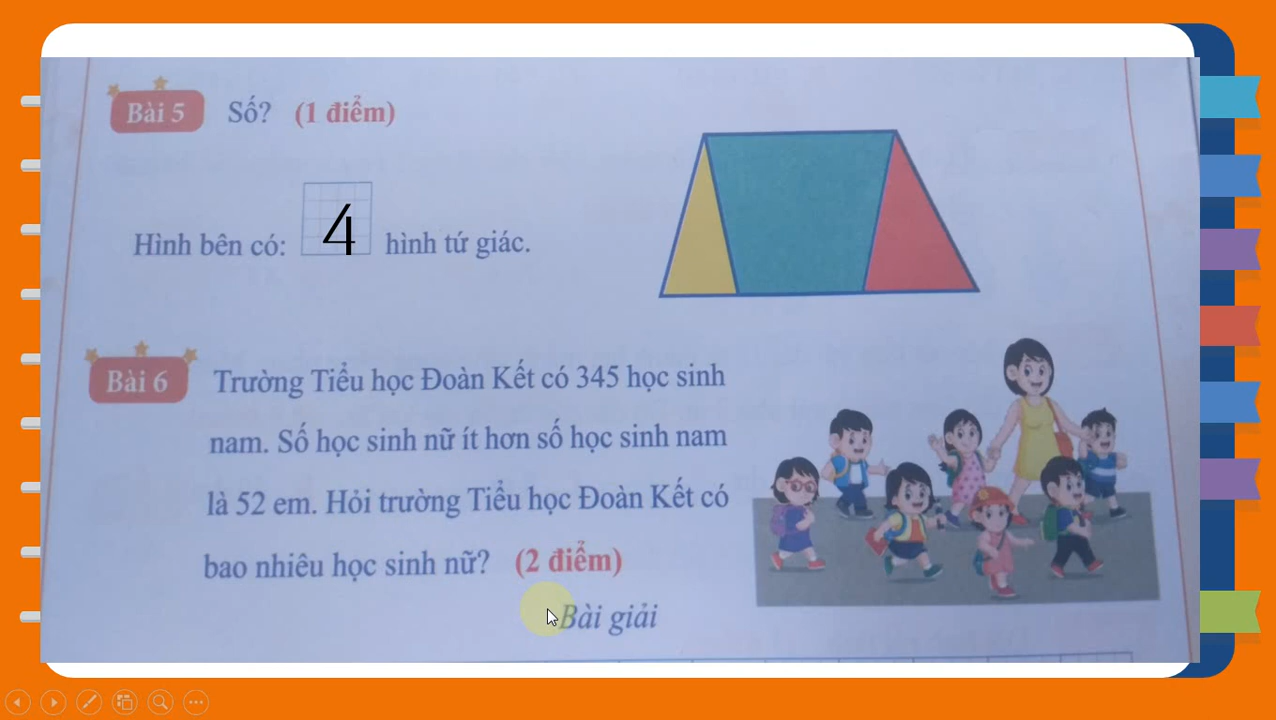 Bài 5 Số? (1 điểm)
Hình bên có: 4 hình tứ giác.
Bài 6 Trường Tiểu học Đoàn Kết có 345 học sinh
nam. Số học sinh nữ ít hơn số học sinh nam
là 52 em. Hỏi trường Tiểu học Đoàn Kết có
bao nhiêu học sinh nữ? (2 điểm)
Bài giải